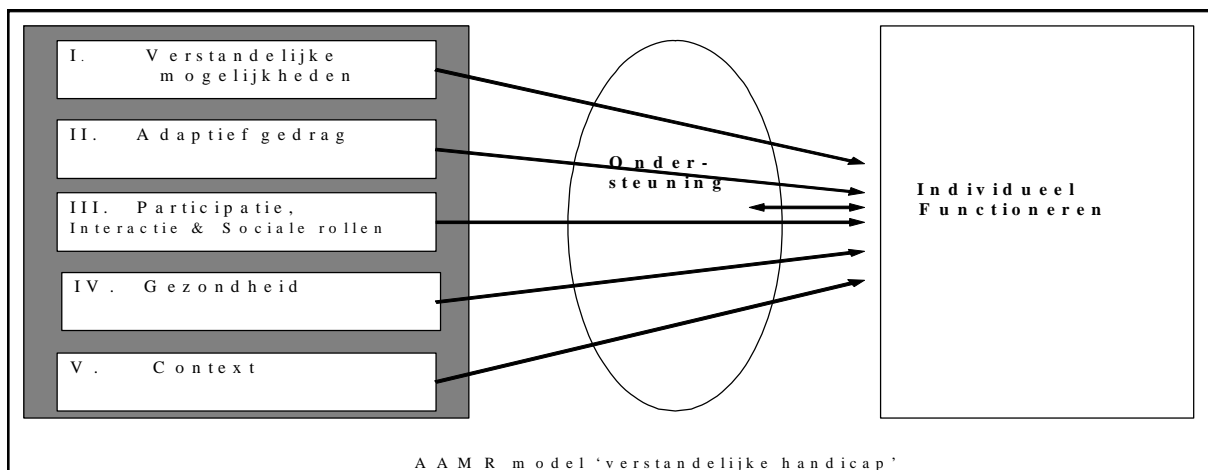 I. Verstandelijke
mogelijkheden
II. Adaptief gedrag
III. Participatie,
Interactie & Sociale rollen
IV. Gezondheid
V. Context
Onder-
steuning
Individueel
Functioneren
AAMR model ‘verstandelijke handicap’